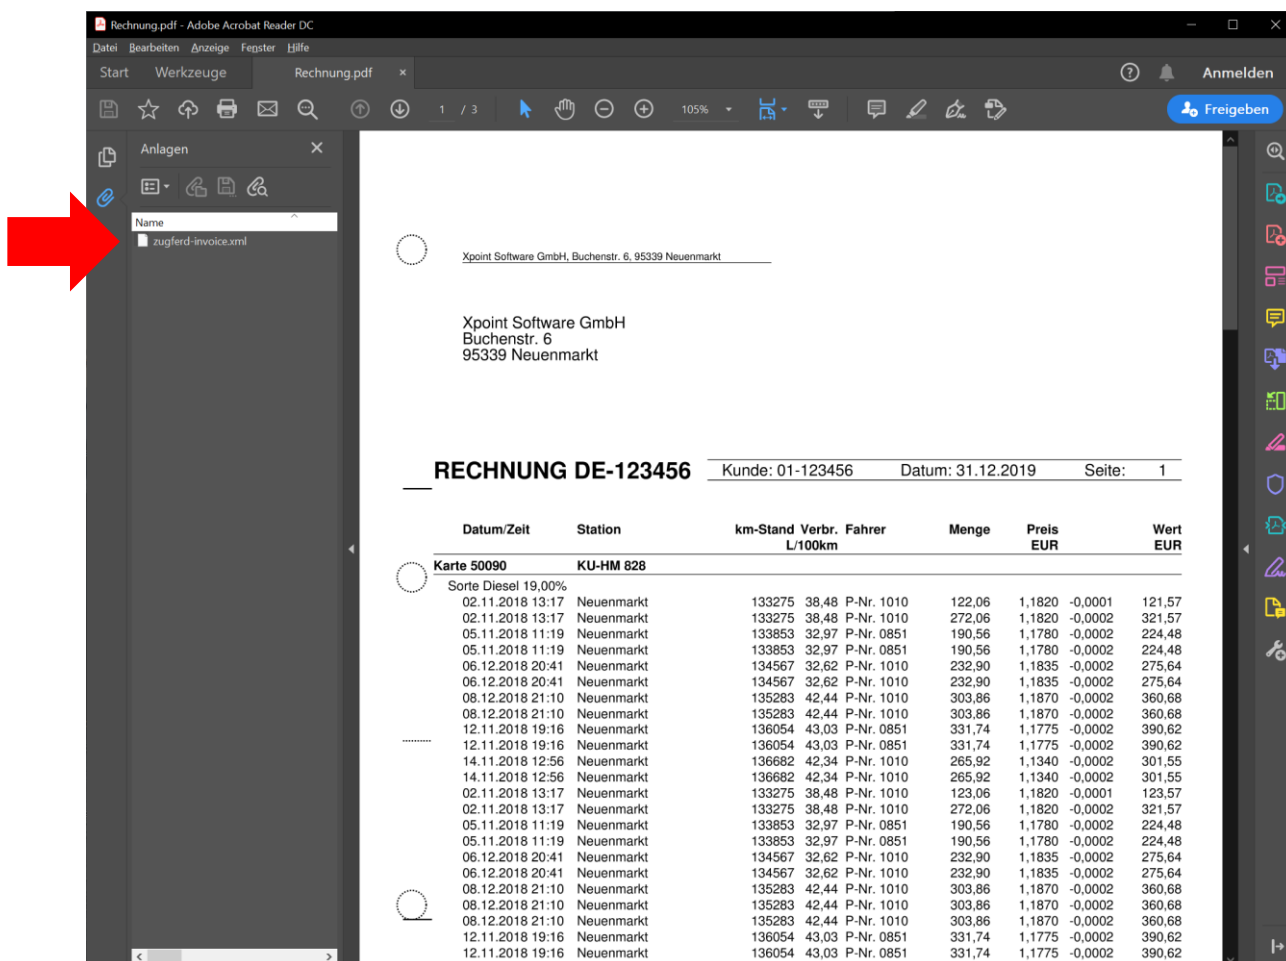 Rechnung.pdf - Adobe Acrobat Reader DC
Datei Bearbeiten Anzeige Fenster Hilfe
Start Werkzeuge Rechnung.pdf × Anmelden
1 / 3 105% Freigeben
Anlagen
Name
zugferd-invoice.xml
Xpoint Software GmbH, Buchenstr. 6, 95339 Neuenmarkt
Xpoint Software GmbH
Buchenstr. 6
95339 Neuenmarkt
RECHNUNG DE-123456 Kunde: 01-123456 Datum: 31.12.2019 Seite: 1
Datum/Zeit Station km-Stand Verbr. Fahrer Menge Preis Wert
L/100km EUR EUR
Karte 50090 KU-HM 828
Sorte Diesel 19,00%
02.11.2018 13:17 Neuenmarkt 133275 38,48 P-Nr. 1010 122,06 1,1820 -0,0001 121,57
02.11.2018 13:17 Neuenmarkt 133275 38,48 P-Nr. 1010 272,06 1,1820 -0,0002 321,57
05.11.2018 11:19 Neuenmarkt 133853 32,97 P-Nr. 0851 190,56 1,1780 -0,0002 224,48
05.11.2018 11:19 Neuenmarkt 133853 32,97 P-Nr. 0851 190,56 1,1780 -0,0002 224,48
06.12.2018 20:41 Neuenmarkt 134567 32,62 P-Nr. 1010 232,90 1,1835 -0,0002 275,64
06.12.2018 20:41 Neuenmarkt 134567 32,62 P-Nr. 1010 232,90 1,1835 -0,0002 275,64
08.12.2018 21:10 Neuenmarkt 135283 42,44 P-Nr. 1010 303,86 1,1870 -0,0002 360,68
08.12.2018 21:10 Neuenmarkt 135283 42,44 P-Nr. 1010 303,86 1,1870 -0,0002 360,68
12.11.2018 19:16 Neuenmarkt 136054 43,03 P-Nr. 0851 331,74 1,1775 -0,0002 390,62
12.11.2018 19:16 Neuenmarkt 136054 43,03 P-Nr. 0851 331,74 1,1775 -0,0002 390,62
14.11.2018 12:56 Neuenmarkt 136682 42,34 P-Nr. 1010 265,92 1,1340 -0,0002 301,55
14.11.2018 12:56 Neuenmarkt 136682 42,34 P-Nr. 1010 265,92 1,1340 -0,0002 301,55
02.11.2018 13:17 Neuenmarkt 133275 38,48 P-Nr. 1010 123,06 1,1820 -0,0001 123,57
02.11.2018 13:17 Neuenmarkt 133275 38,48 P-Nr. 1010 272,06 1,1820 -0,0002 321,57
05.11.2018 11:19 Neuenmarkt 133853 32,97 P-Nr. 0851 190,56 1,1780 -0,0002 224,48
05.11.2018 11:19 Neuenmarkt 133853 32,97 P-Nr. 0851 190,56 1,1780 -0,0002 224,48
06.12.2018 20:41 Neuenmarkt 134567 32,62 P-Nr. 1010 232,90 1,1835 -0,0002 275,64
06.12.2018 20:41 Neuenmarkt 134567 32,62 P-Nr. 1010 232,90 1,1835 -0,0002 275,64
08.12.2018 21:10 Neuenmarkt 135283 42,44 P-Nr. 1010 303,86 1,1870 -0,0002 360,68
08.12.2018 21:10 Neuenmarkt 135283 42,44 P-Nr. 1010 303,86 1,1870 -0,0002 360,68
08.12.2018 21:10 Neuenmarkt 135283 42,44 P-Nr. 1010 303,86 1,1870 -0,0002 360,68
12.11.2018 19:16 Neuenmarkt 136054 43,03 P-Nr. 0851 331,74 1,1775 -0,0002 390,62
12.11.2018 19:16 Neuenmarkt 136054 43,03 P-Nr. 0851 331,74 1,1775 -0,0002 390,62